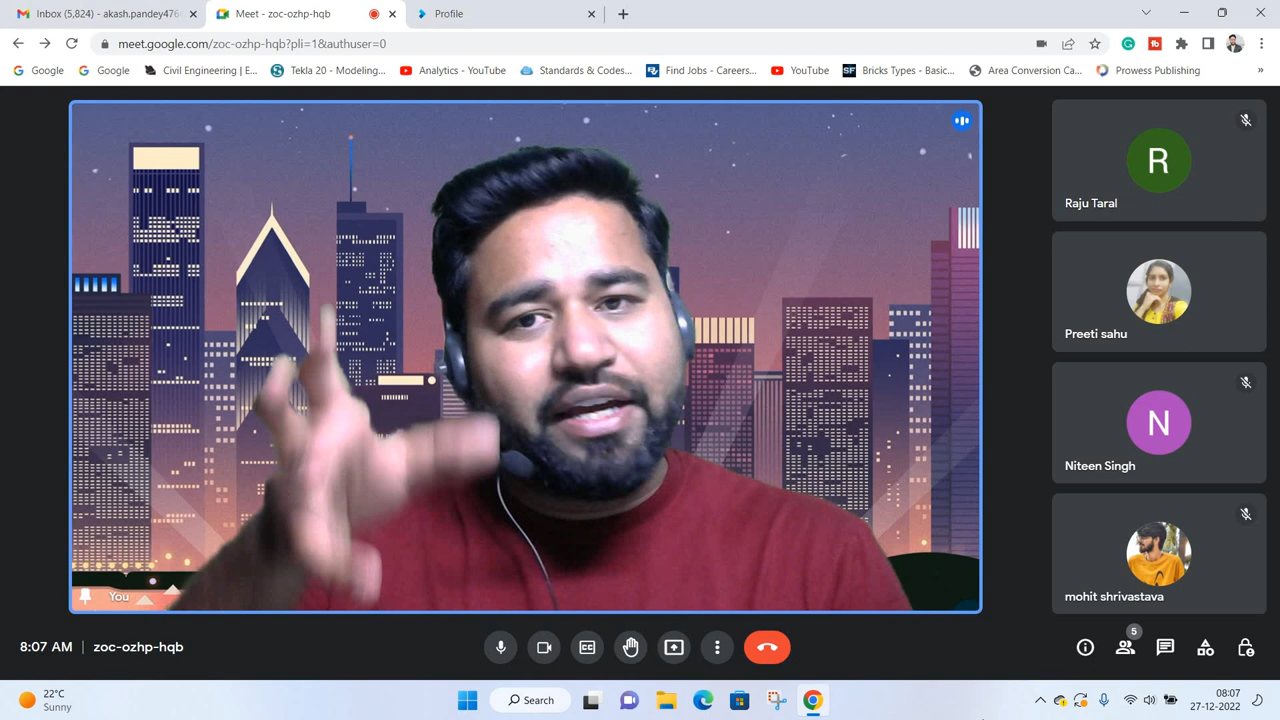 Inbox (5,824) - akash.pandey476
Meet - zoc-ozhp-hqb
Profile
meet.google.com/zoc-ozhp-hqb?pli=1&authuser=0
Google
Google
Civil Engineering | E...
Tekla 20 - Modeling...
Analytics - YouTube
Standards & Codes...
Find Jobs - Careers...
YouTube
SF
Bricks Types - Basic...
Area Conversion Ca...
Prowess Publishing
»
R
Raju Taral
Preeti sahu
N
Niteen Singh
mohit shrivastava
You
8:07 AM
zoc-ozhp-hqb
CC
5
22°C
Sunny
Search
08:07
27-12-2022